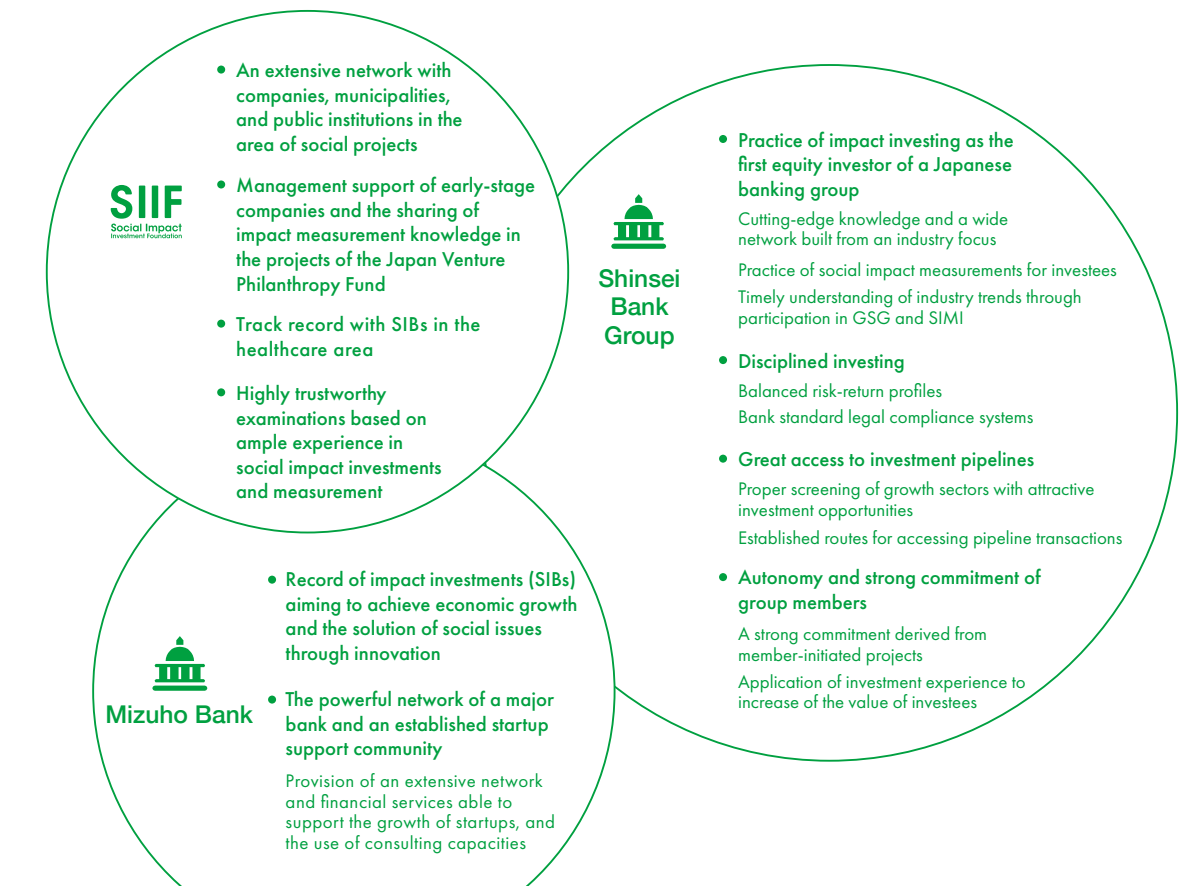 SIIF
Social Impact
Investment Foundation
• An extensive network with
companies, municipalities,
and public institutions in the
area of social projects
• Management support of early-stage
companies and the sharing of
impact measurement knowledge in
the projects of the Japan Venture
Philanthropy Fund
• Track record with SIBs in the
healthcare area
• Highly trustworthy
examinations based on
ample experience in
social impact investments
and measurement
Shinsei
Bank
Group
• Practice of impact investing as the
first equity investor of a Japanese
banking group
Cutting-edge knowledge and a wide
network built from an industry focus
Practice of social impact measurements for investees
Timely understanding of industry trends through
participation in GSG and SIMI
• Disciplined investing
Balanced risk-return profiles
Bank standard legal compliance systems
• Great access to investment pipelines
Proper screening of growth sectors with attractive
investment opportunities
Established routes for accessing pipeline transactions
• Autonomy and strong commitment of
group members
A strong commitment derived from
member-initiated projects
Application of investment experience to
increase of the value of investees
Mizuho Bank
• Record of impact investments (SIBs)
aiming to achieve economic growth
and the solution of social issues
through innovation
• The powerful network of a major
bank and an established startup
support community
Provision of an extensive network
and financial services able to
support the growth of startups, and
the use of consulting capacities